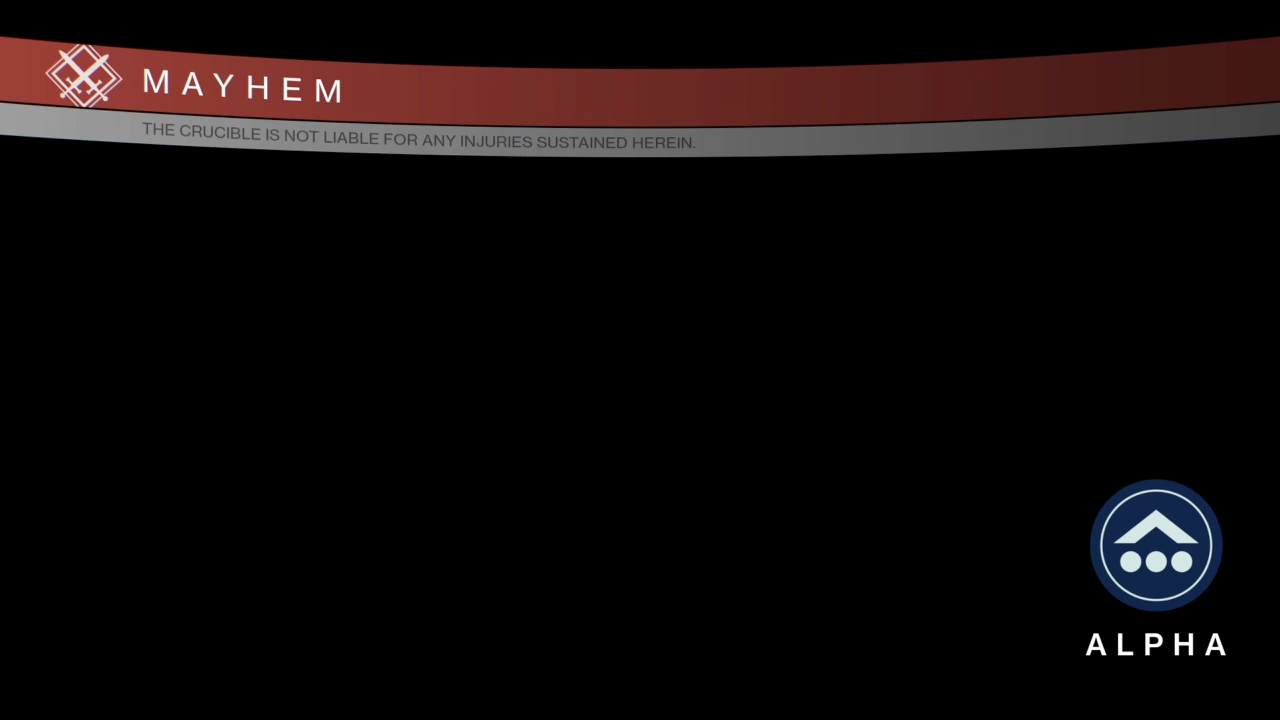 MAYHEM
THE CRUCIBLE IS NOT LIABLE FOR ANY INJURIES SUSTAINED HEREIN.
ALPHA